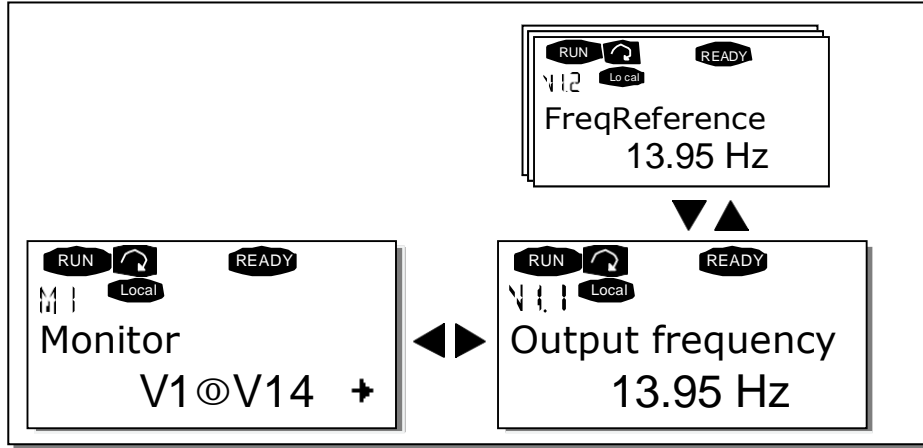 RUN READY
V1.2 Local
FreqReference
13.95 Hz
RUN READY
M1 Local
Monitor
V1⓪V14
RUN READY
V1.1 Local
Output frequency
13.95 Hz